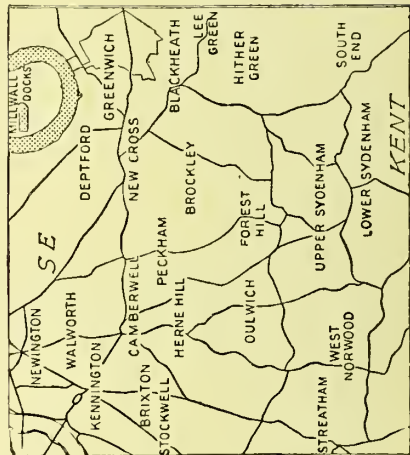 MILLWALL
DOCKS
SE
NEWINGTON
WALWORTH
DEPTFORD
GREENWICH
KENNINGTON
CAMBERWELL
NEW CROSS
BRIXTON
STOCKWELL
PECKHAM
BLACKHEATH
HERNE HILL
BROCKLEY
LEE
GREEN
HITHER
GREEN
OULWICH
FOREST
HILL
STREATHAM
WEST
NORWOOD
UPPER SYDENHAM
SOUTH
END
LOWER SYDENHAM
KENT